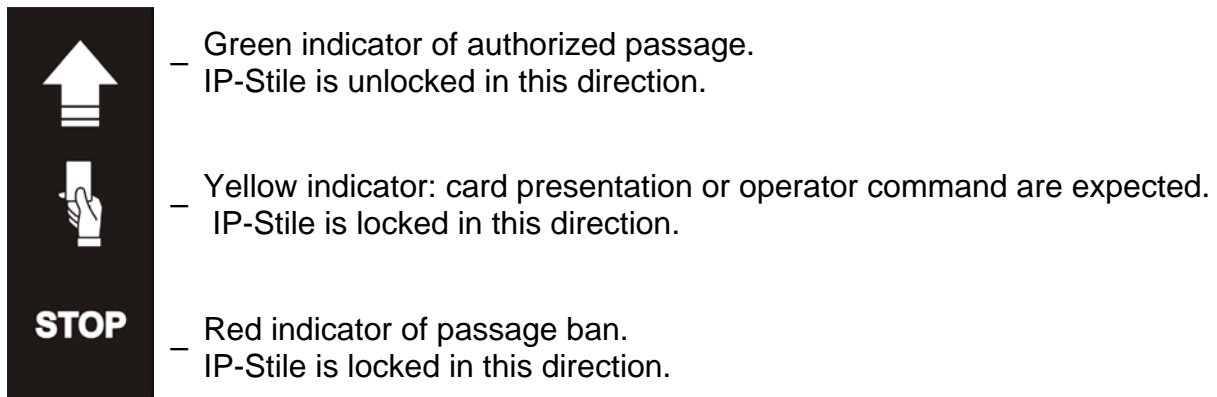 _ Green indicator of authorized passage.
IP-Stile is unlocked in this direction.
_ Yellow indicator: card presentation or operator command are expected.
IP-Stile is locked in this direction.
STOP
_ Red indicator of passage ban.
IP-Stile is locked in this direction.